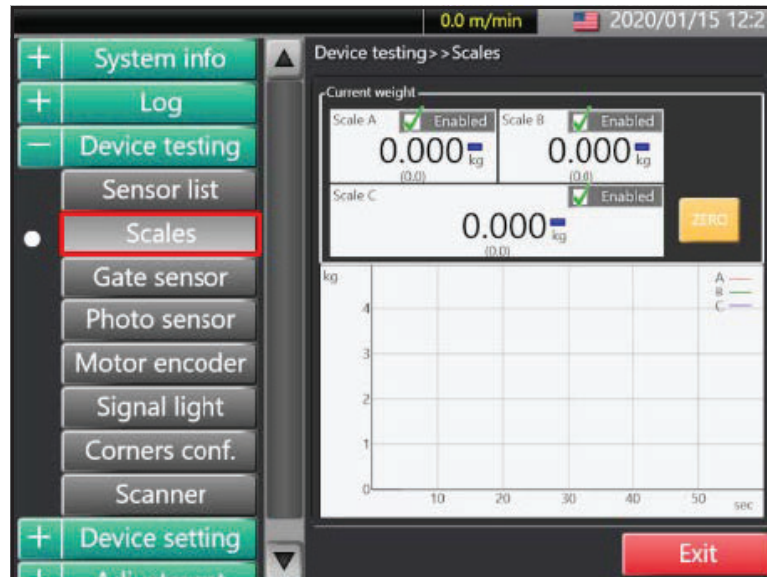 0.0 m/min 2020/01/15 12:2
System info
Log
Device testing
Sensor list
Scales
Gate sensor
Photo sensor
Motor encoder
Signal light
Corners conf.
Scanner
Device setting
Device testing>>Scales
Current weight
Scale A Enabled
0.000 kg
(0.0)
Scale B Enabled
0.000 kg
(0.0)
Scale C Enabled
0.000 kg
(0.0)
ZERO
kg
A
B
C
4
3
2
1
0
10 20 30 40 50 sec
Exit